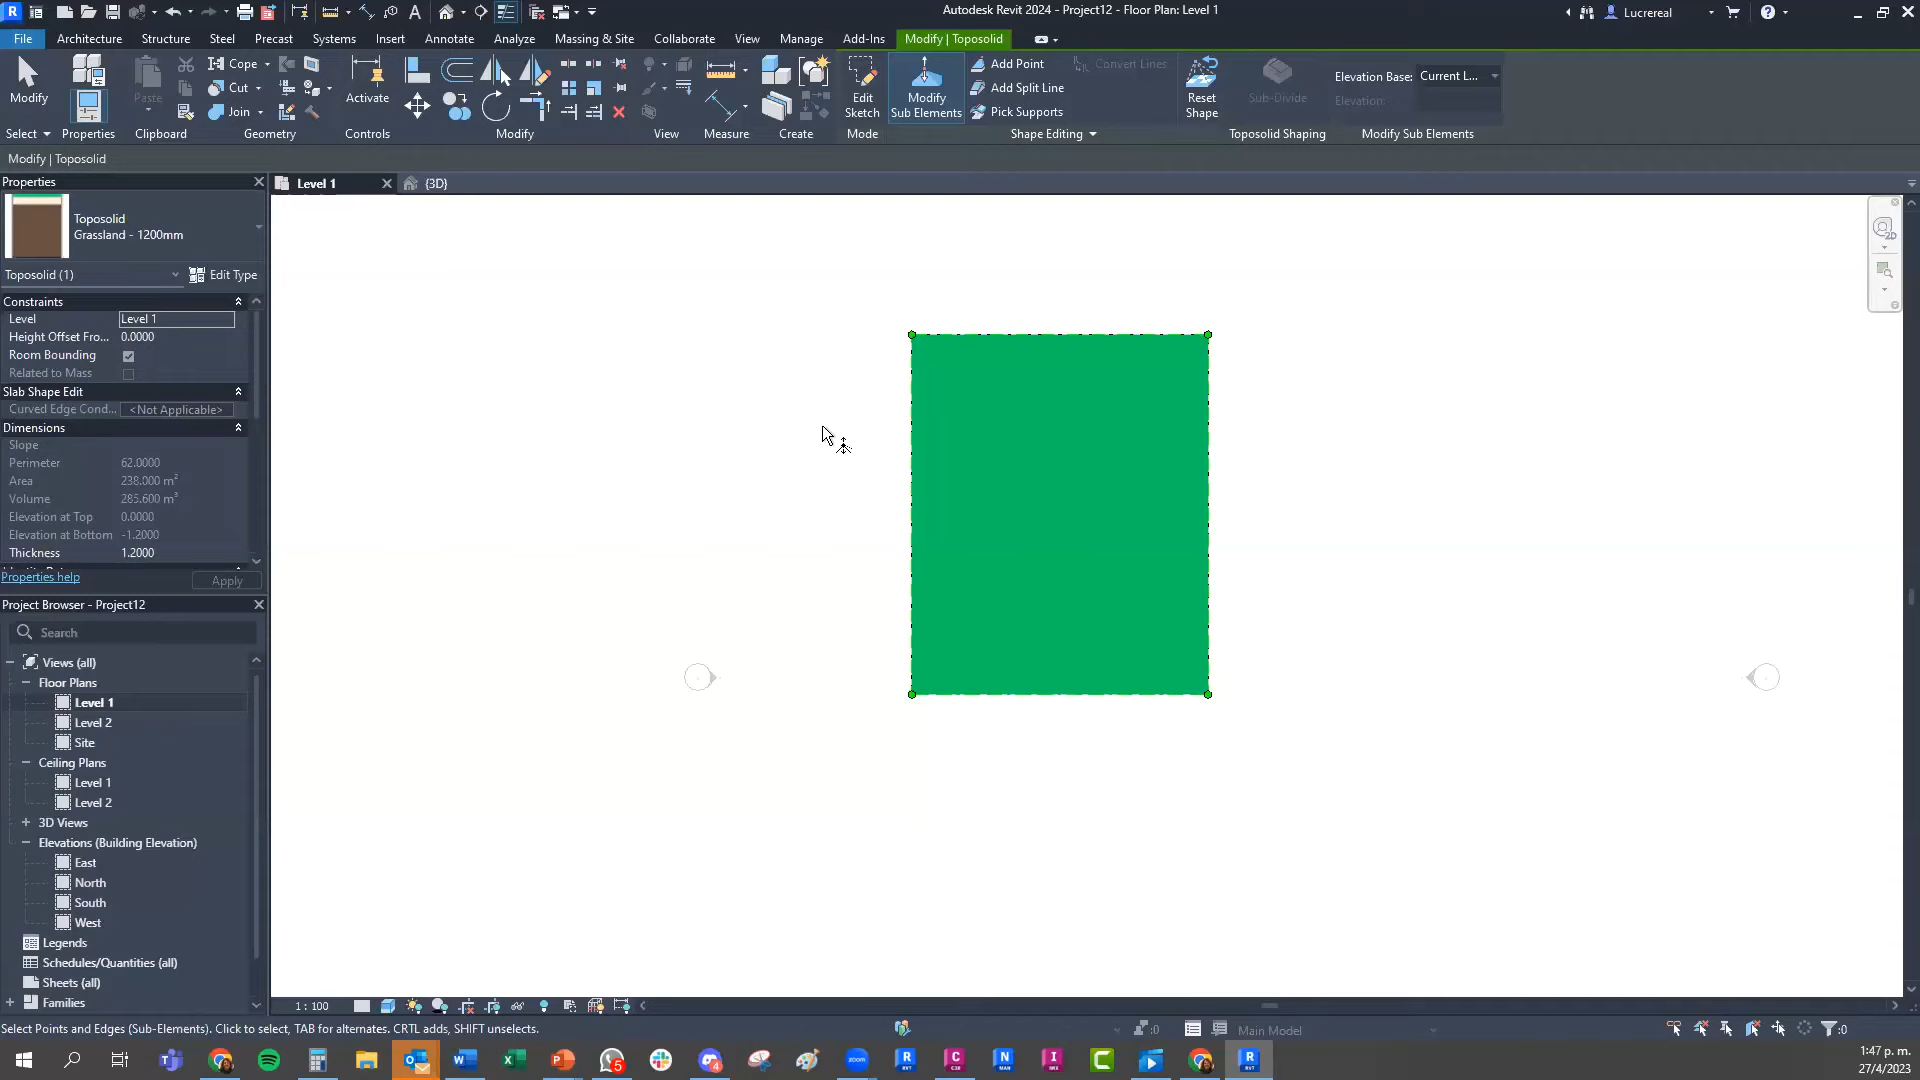 Autodesk Revit 2024 - Project12 - Floor Plan: Level 1
Lucrereal
File
Architecture
Structure
Steel
Precast
Systems
Insert
Annotate
Analyze
Massing & Site
Collaborate
View
Manage
Add-Ins
Modify | Toposolid
Modify
Select
Properties
Paste
Clipboard
Cope
Cut
Join
Geometry
Activate
Controls
Modify
View
Measure
Create
Edit Sketch
Mode
Modify Sub Elements
Add Point
Add Split Line
Pick Supports
Convert Lines
Shape Editing
Reset Shape
Sub-Divide
Toposolid Shaping
Elevation Base: Current L...
Elevation:
Modify Sub Elements
Modify | Toposolid
Properties
Toposolid
Grassland - 1200mm
Toposolid (1)
Edit Type
Constraints
Level Level 1
Height Offset Fro... 0.0000
Room Bounding
Related to Mass
Slab Shape Edit
Curved Edge Cond... <Not Applicable>
Dimensions
Slope
Perimeter 62.0000
Area 238.000 m²
Volume 285.600 m³
Elevation at Top 0.0000
Elevation at Bottom -1.2000
Thickness 1.2000
Properties help
Apply
Level 1
{3D}
2D
Project Browser - Project12
Search
Views (all)
Floor Plans
Level 1
Level 2
Site
Ceiling Plans
Level 1
Level 2
3D Views
Elevations (Building Elevation)
East
North
South
West
Legends
Schedules/Quantities (all)
Sheets (all)
Families
1 : 100
Select Points and Edges (Sub-Elements). Click to select, TAB for alternates. CRTL adds, SHIFT unselects.
:0
Main Model
:0
5
4
zoom
1:47 p. m.
27/4/2023